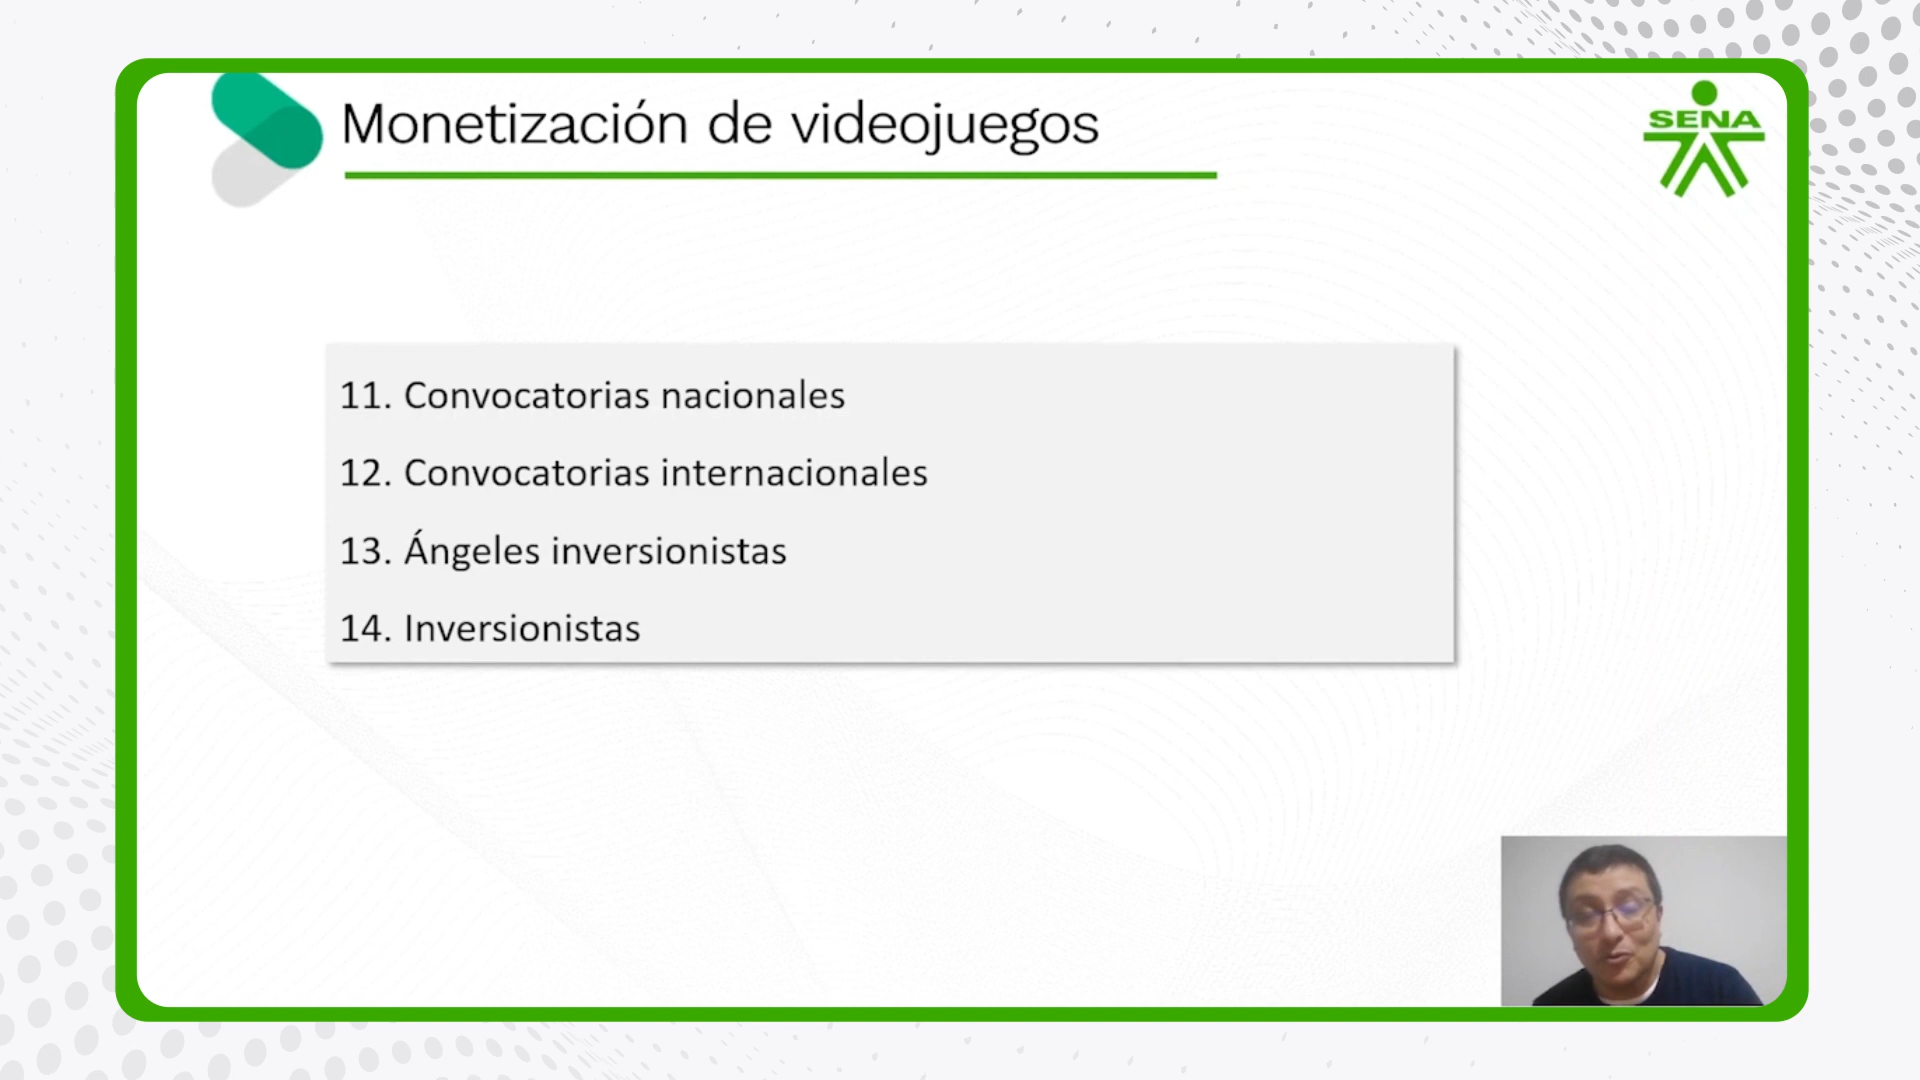 Monetización de videojuegos
SENA
11. Convocatorias nacionales
12. Convocatorias internacionales
13. Ángeles inversionistas
14. Inversionistas